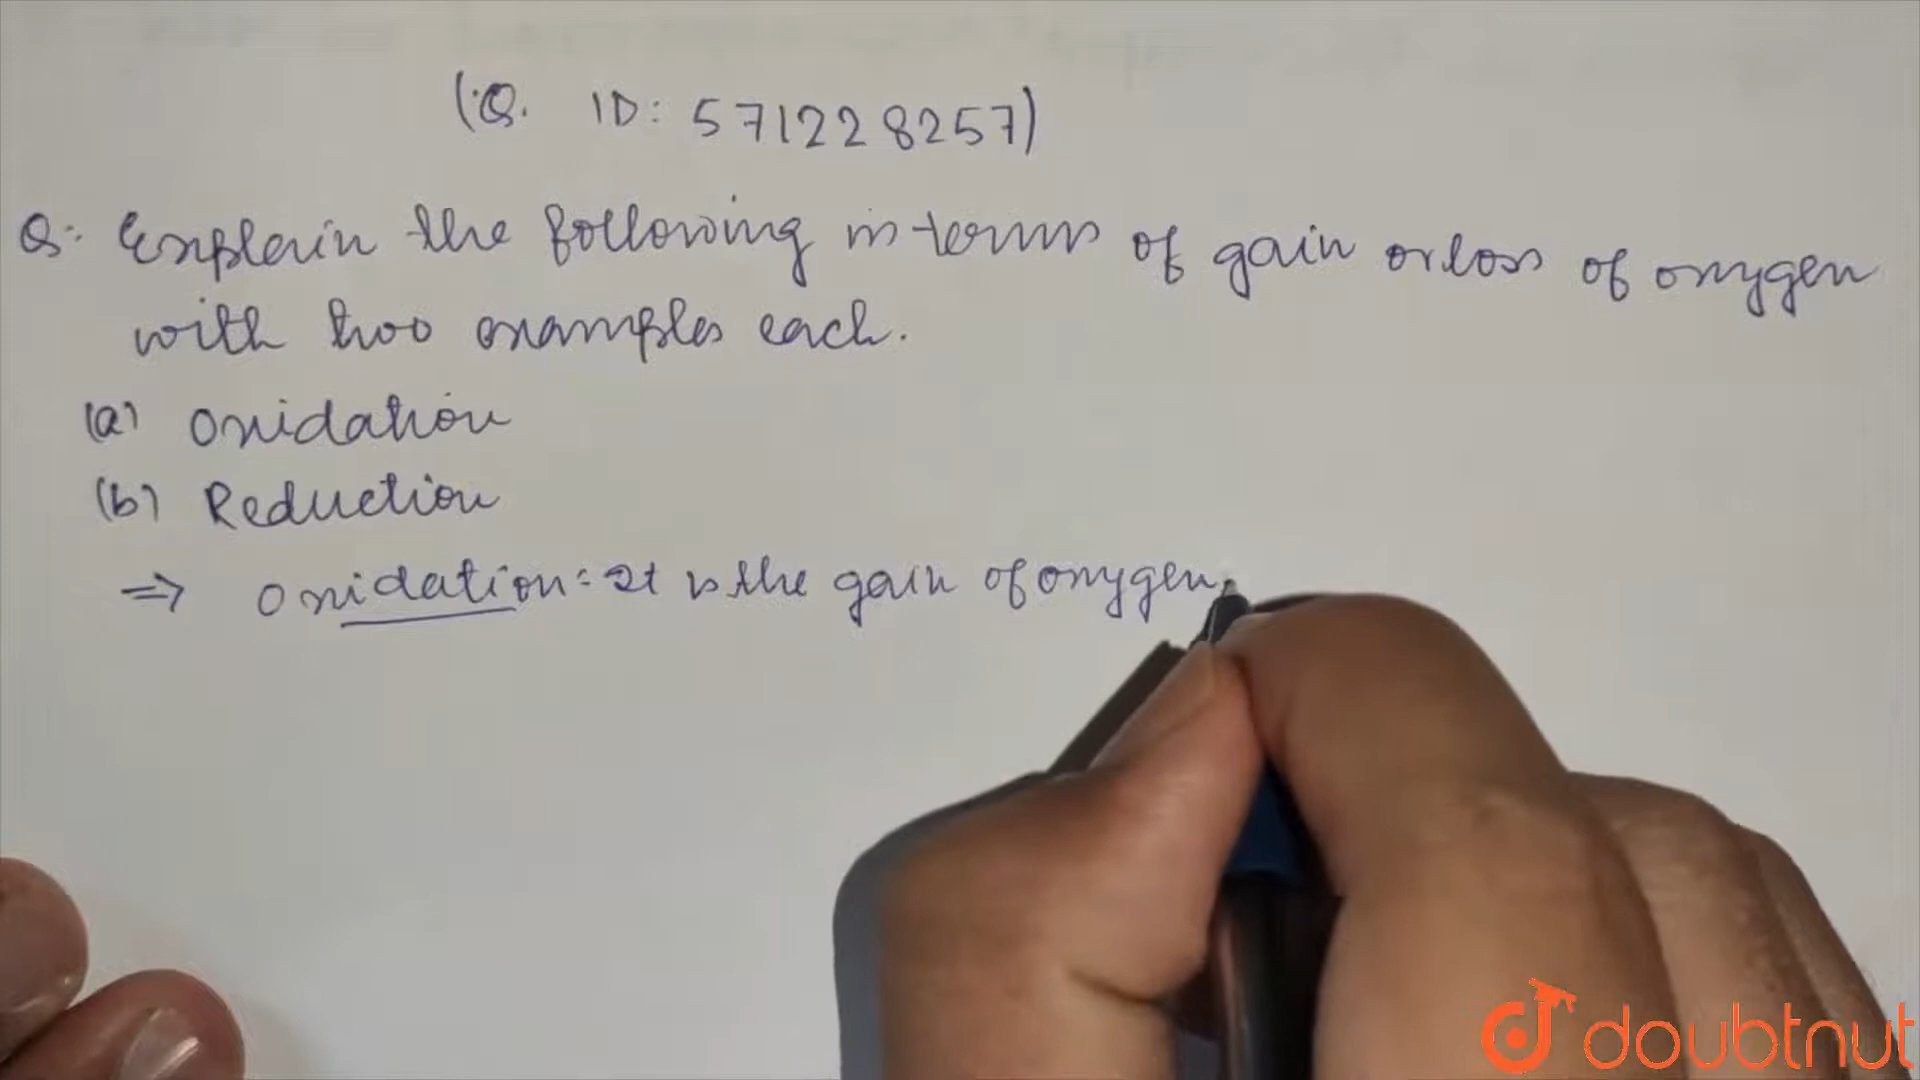 (Q. ID: 571228257)
Q: Explain the following in terms of gain or loss of oxygen
with two examples each.
(a) Oxidation
(b) Reduction
⇒ Oxidation: It is the gain of oxygen.
doubtnut